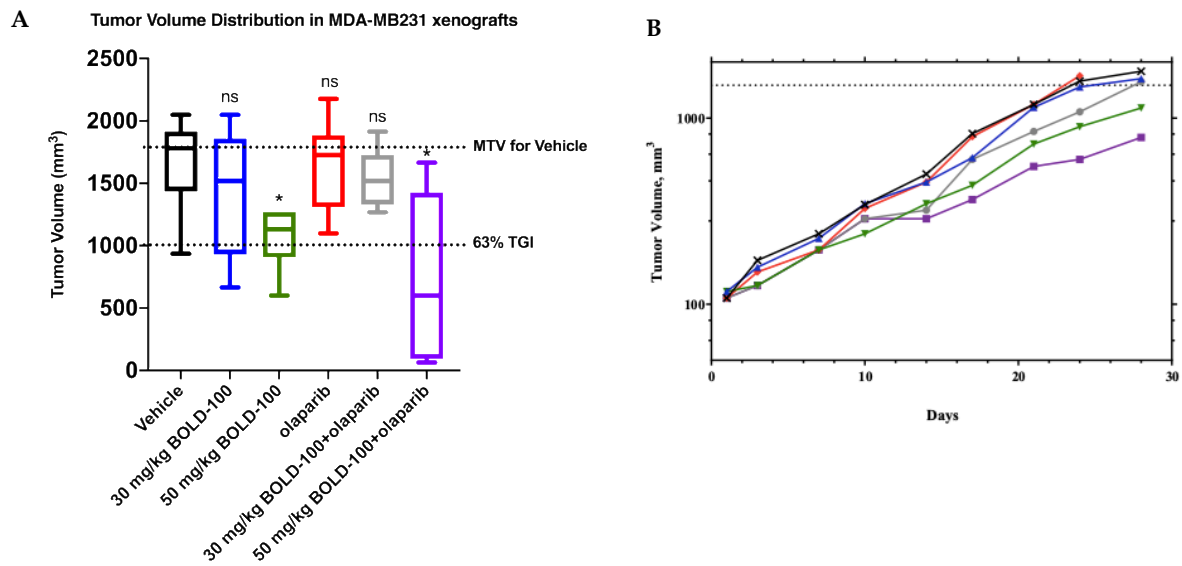 A
Tumor Volume Distribution in MDA-MB231 xenografts
Tumor Volume (mm³)
2500
2000
1500
1000
500
0
ns
*
ns
ns
*
MTV for Vehicle
63% TGI
Vehicle
30 mg/kg BOLD-100
50 mg/kg BOLD-100
olaparib
30 mg/kg BOLD-100+olaparib
50 mg/kg BOLD-100+olaparib
B
Tumor Volume, mm³
1000
100
0
10
20
30
Days